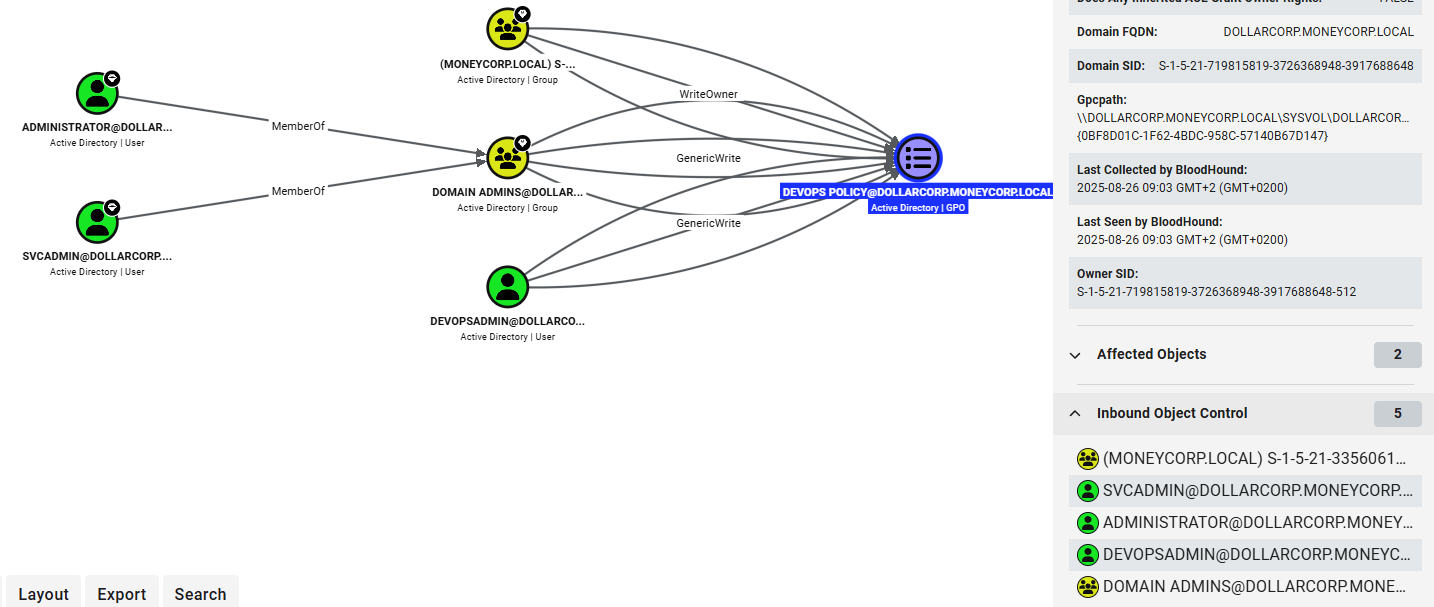 (MONEYCORP.LOCAL) S-...
Active Directory | Group
ADMINISTRATOR@DOLLAR...
Active Directory | User
MemberOf
WriteOwner
DOMAIN ADMINS@DOLLAR...
Active Directory | Group
GenericWrite
DEVOPS POLICY@DOLLARCORP.MONEYCORP.LOCAL
Active Directory | GPO
MemberOf
SVCADMIN@DOLLARCORP....
Active Directory | User
GenericWrite
DEVOPSADMIN@DOLLARCO...
Active Directory | User
Layout
Export
Search
Does Any Inherited ACE Grant Owner Rights: FALSE
Domain FQDN: DOLLARCORP.MONEYCORP.LOCAL
Domain SID: S-1-5-21-719815819-3726368948-3917688648
Gpcpath:
\\DOLLARCORP.MONEYCORP.LOCAL\SYSVOL\DOLLARCOR...
{0BF8D01C-1F62-4BDC-958C-57140B67D147}
Last Collected by BloodHound:
2025-08-26 09:03 GMT+2 (GMT+0200)
Last Seen by BloodHound:
2025-08-26 09:03 GMT+2 (GMT+0200)
Owner SID:
S-1-5-21-719815819-3726368948-3917688648-512
Affected Objects 2
Inbound Object Control 5
(MONEYCORP.LOCAL) S-1-5-21-3356061...
SVCADMIN@DOLLARCORP.MONEYCORP....
ADMINISTRATOR@DOLLARCORP.MONEY...
DEVOPSADMIN@DOLLARCORP.MONEYC...
DOMAIN ADMINS@DOLLARCORP.MONE...